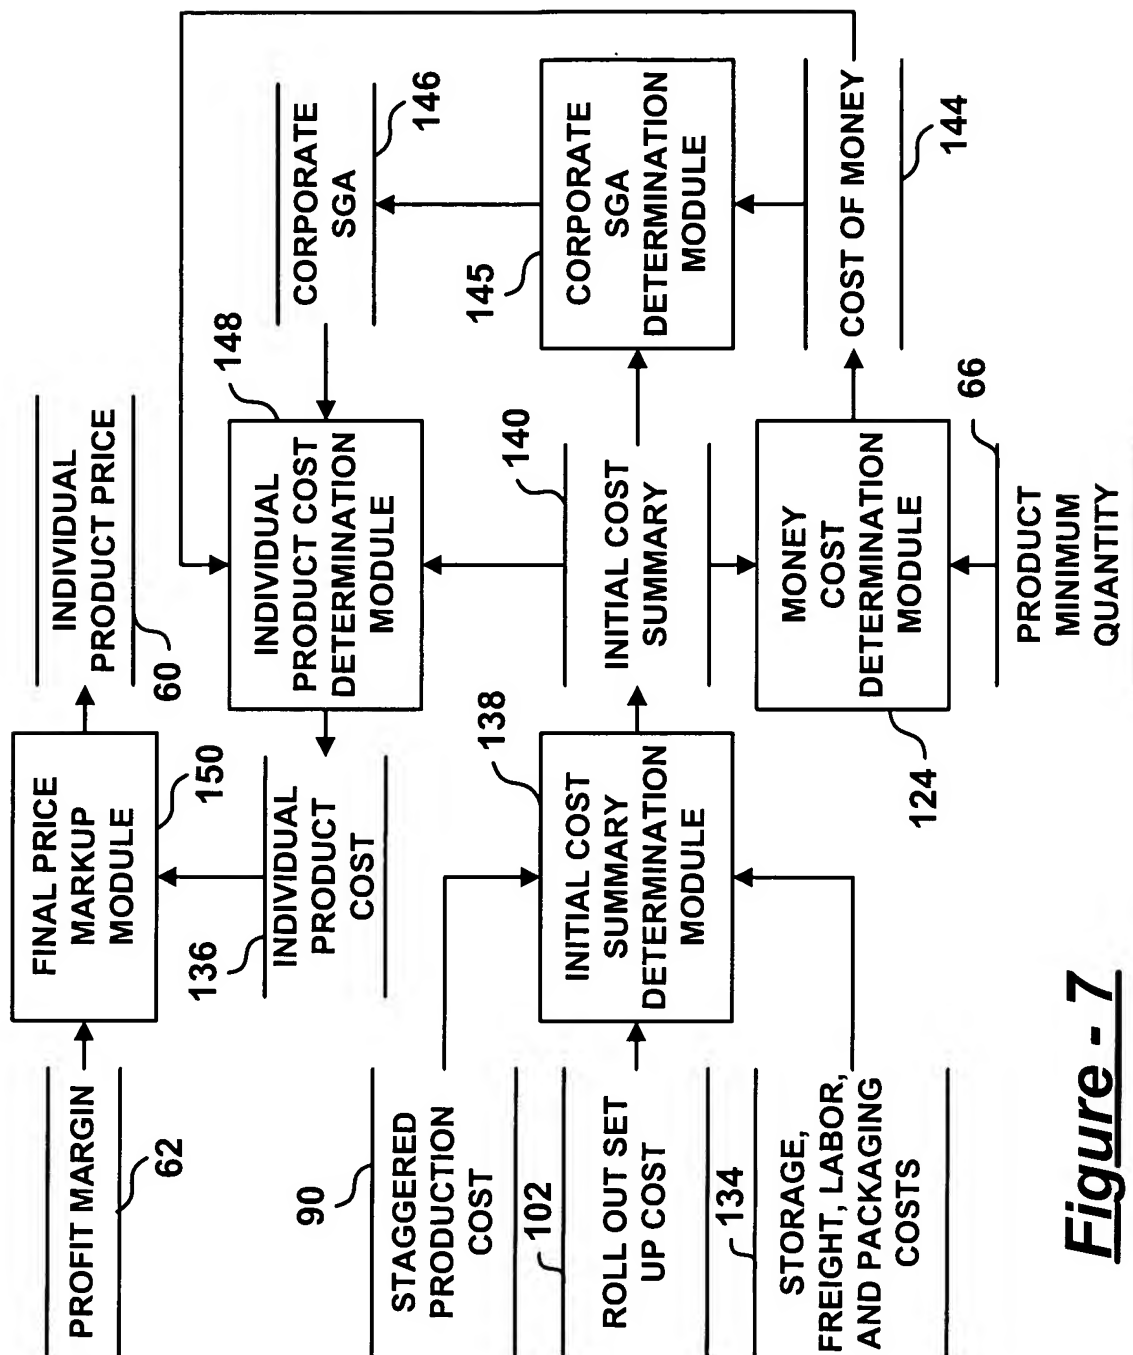 PROFIT MARGIN
62
FINAL PRICE
MARKUP
MODULE
150
INDIVIDUAL
PRODUCT PRICE
60
136
INDIVIDUAL
PRODUCT
COST
INDIVIDUAL
PRODUCT COST
DETERMINATION
MODULE
148
CORPORATE
SGA
146
90
STAGGERED
PRODUCTION
COST
102
ROLL OUT SET
UP COST
134
STORAGE,
FREIGHT, LABOR,
AND PACKAGING
COSTS
INITIAL COST
SUMMARY
DETERMINATION
MODULE
138
INITIAL COST
SUMMARY
140
145
CORPORATE
SGA
DETERMINATION
MODULE
MONEY
COST
DETERMINATION
MODULE
124
COST OF MONEY
144
66
PRODUCT
MINIMUM
QUANTITY
Figure - 7